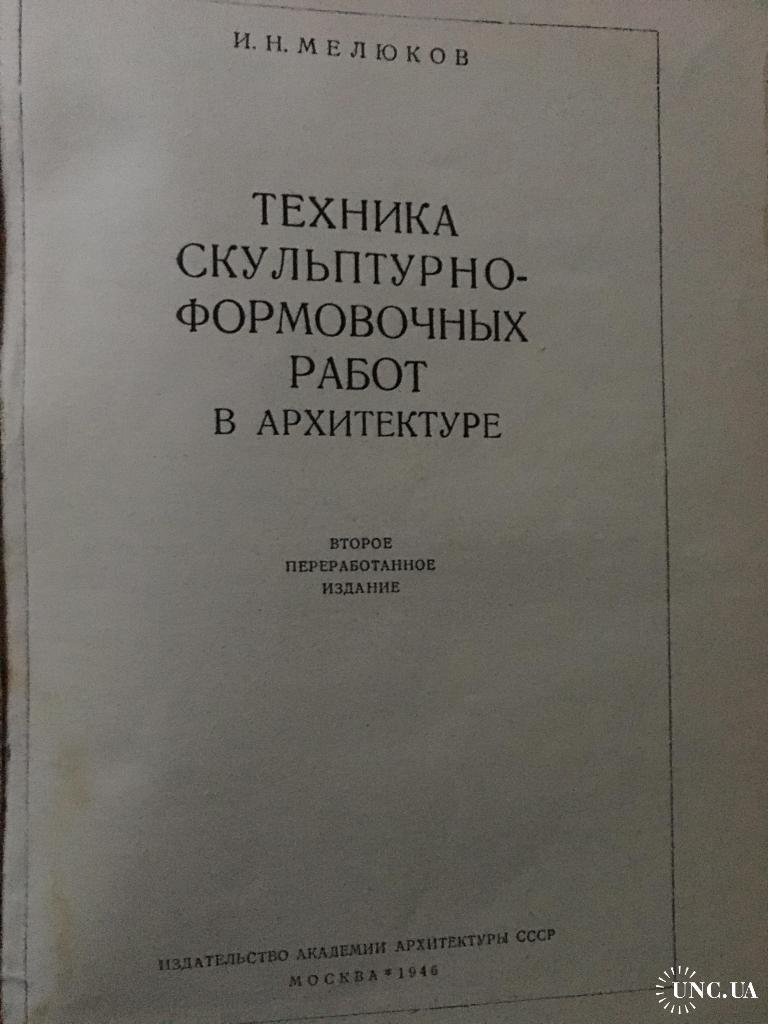 И. Н. МЕЛЮКОВ
ТЕХНИКА
СКУЛЬПТУРНО-
ФОРМОВОЧНЫХ
РАБОТ
В АРХИТЕКТУРЕ
ВТОРОЕ
ПЕРЕРАБОТАННОЕ
ИЗДАНИЕ
ИЗДАТЕЛЬСТВО АКАДЕМИИ АРХИТЕКТУРЫ СССР
МОСКВА * 1946
UNC.UA